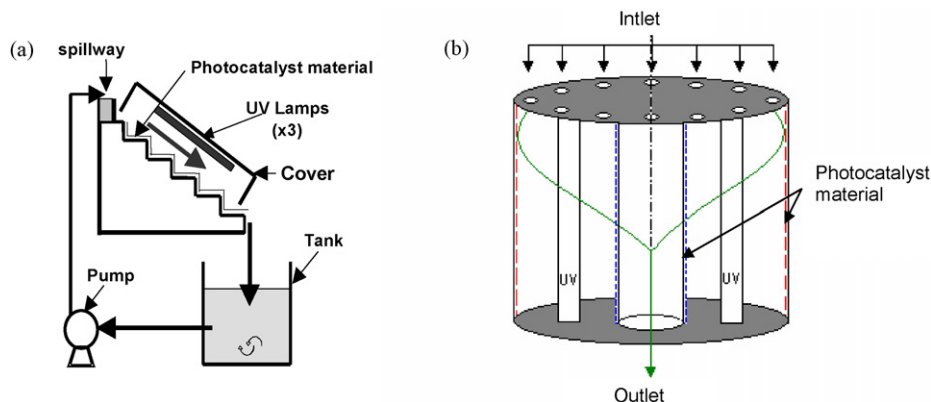 (a)
spillway
Photocatalyst material
UV Lamps
(x3)
Cover
Tank
Pump
(b)
Intlet
Photocatalyst
material
UV
UV
Outlet